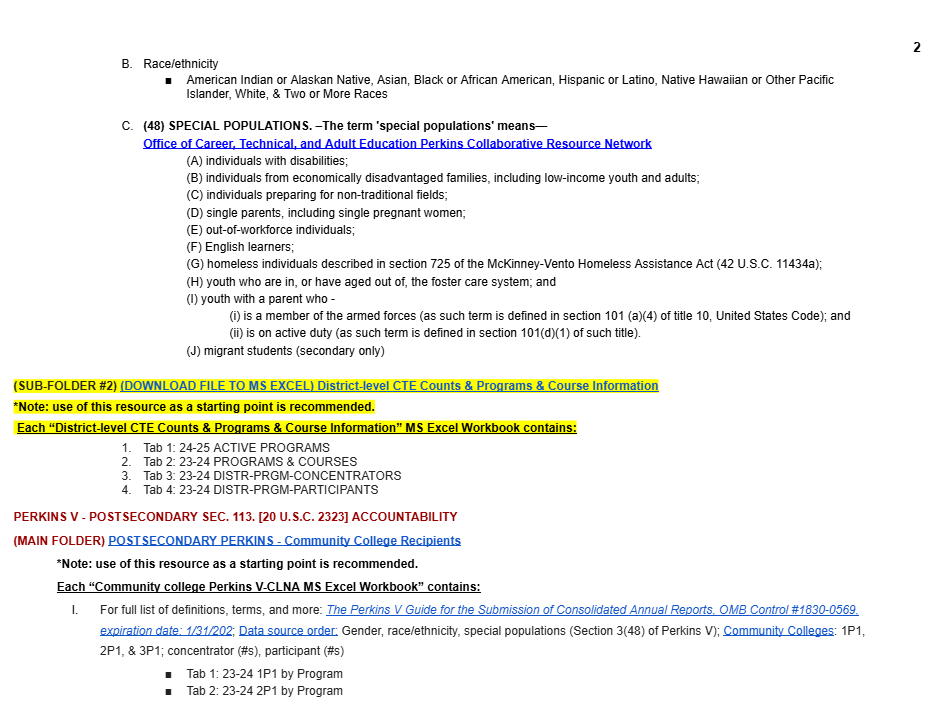 2
B. Race/ethnicity
■ American Indian or Alaskan Native, Asian, Black or African American, Hispanic or Latino, Native Hawaiian or Other Pacific
Islander, White, & Two or More Races
C. (48) SPECIAL POPULATIONS. –The term 'special populations' means—
Office of Career, Technical, and Adult Education Perkins Collaborative Resource Network
(A) individuals with disabilities;
(B) individuals from economically disadvantaged families, including low-income youth and adults;
(C) individuals preparing for non-traditional fields;
(D) single parents, including single pregnant women;
(E) out-of-workforce individuals;
(F) English learners;
(G) homeless individuals described in section 725 of the McKinney-Vento Homeless Assistance Act (42 U.S.C. 11434a);
(H) youth who are in, or have aged out of, the foster care system; and
(I) youth with a parent who -
(i) is a member of the armed forces (as such term is defined in section 101 (a)(4) of title 10, United States Code); and
(ii) is on active duty (as such term is defined in section 101(d)(1) of such title).
(J) migrant students (secondary only)
(SUB-FOLDER #2) (DOWNLOAD FILE TO MS EXCEL) District-level CTE Counts & Programs & Course Information
*Note: use of this resource as a starting point is recommended.
Each “District-level CTE Counts & Programs & Course Information” MS Excel Workbook contains:
1. Tab 1: 24-25 ACTIVE PROGRAMS
2. Tab 2: 23-24 PROGRAMS & COURSES
3. Tab 3: 23-24 DISTR-PRGM-CONCENTRATORS
4. Tab 4: 23-24 DISTR-PRGM-PARTICIPANTS
PERKINS V - POSTSECONDARY SEC. 113. [20 U.S.C. 2323] ACCOUNTABILITY
(MAIN FOLDER) POSTSECONDARY PERKINS - Community College Recipients
*Note: use of this resource as a starting point is recommended.
Each “Community college Perkins V-CLNA MS Excel Workbook” contains:
I. For full list of definitions, terms, and more: The Perkins V Guide for the Submission of Consolidated Annual Reports, OMB Control #1830-0569,
expiration date: 1/31/202; Data source order: Gender, race/ethnicity, special populations (Section 3(48) of Perkins V); Community Colleges: 1P1,
2P1, & 3P1; concentrator (#s), participant (#s)
■ Tab 1: 23-24 1P1 by Program
■ Tab 2: 23-24 2P1 by Program